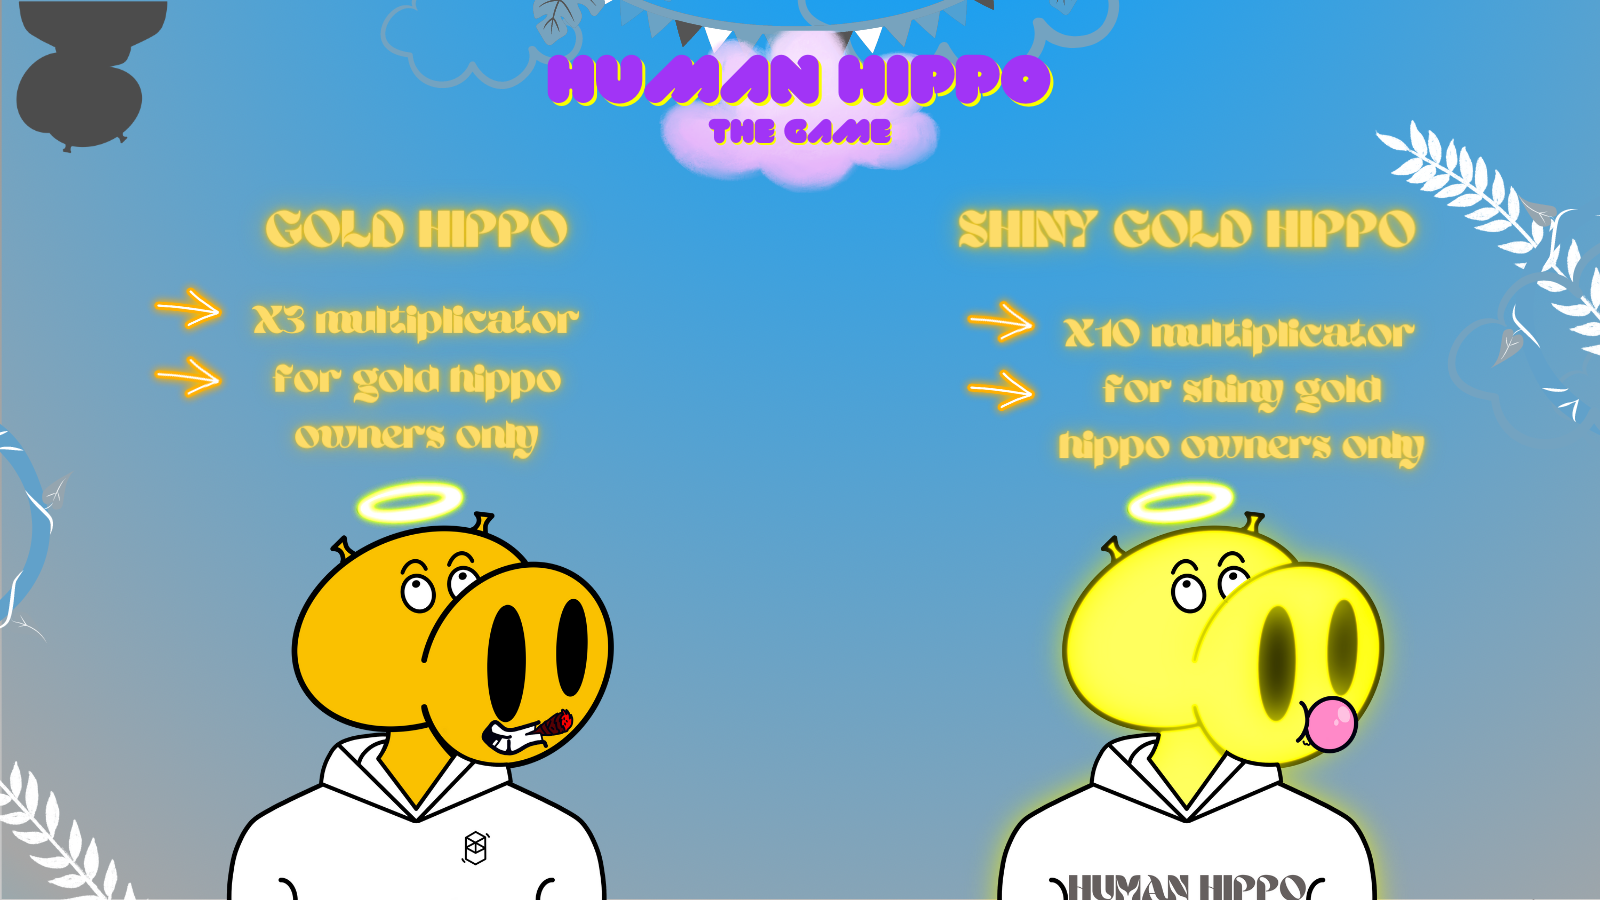 HUMAN HIPPO
THE GAME
GOLD HIPPO
X3 multiplicator
for gold hippo
owners only
SHINY GOLD HIPPO
X10 multiplicator
for shiny gold
hippo owners only
HUMAN HIPPO